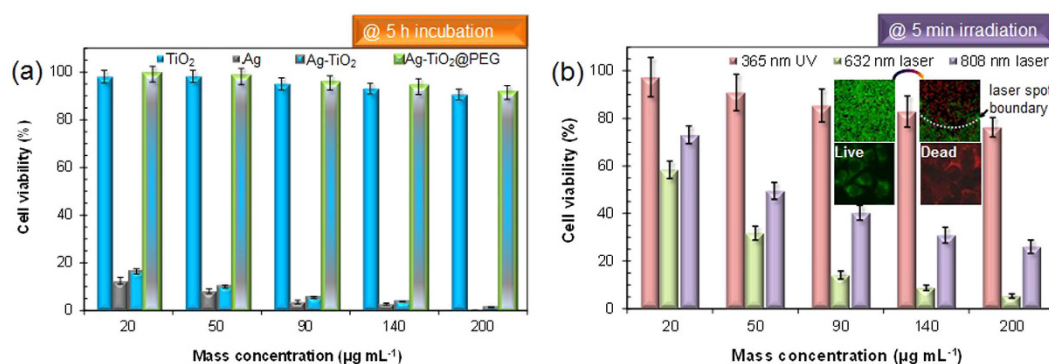 @ 5 h incubation
(a)
TiO₂ Ag Ag-TiO₂ Ag-TiO₂@PEG
Cell viability (%)
100
80
60
40
20
0
20 50 90 140 200
Mass concentration (µg mL⁻¹)
@ 5 min irradiation
(b)
365 nm UV 632 nm laser 808 nm laser
laser spot
boundary
Live Dead
Cell viability (%)
100
80
60
40
20
0
20 50 90 140 200
Mass concentration (µg mL⁻¹)